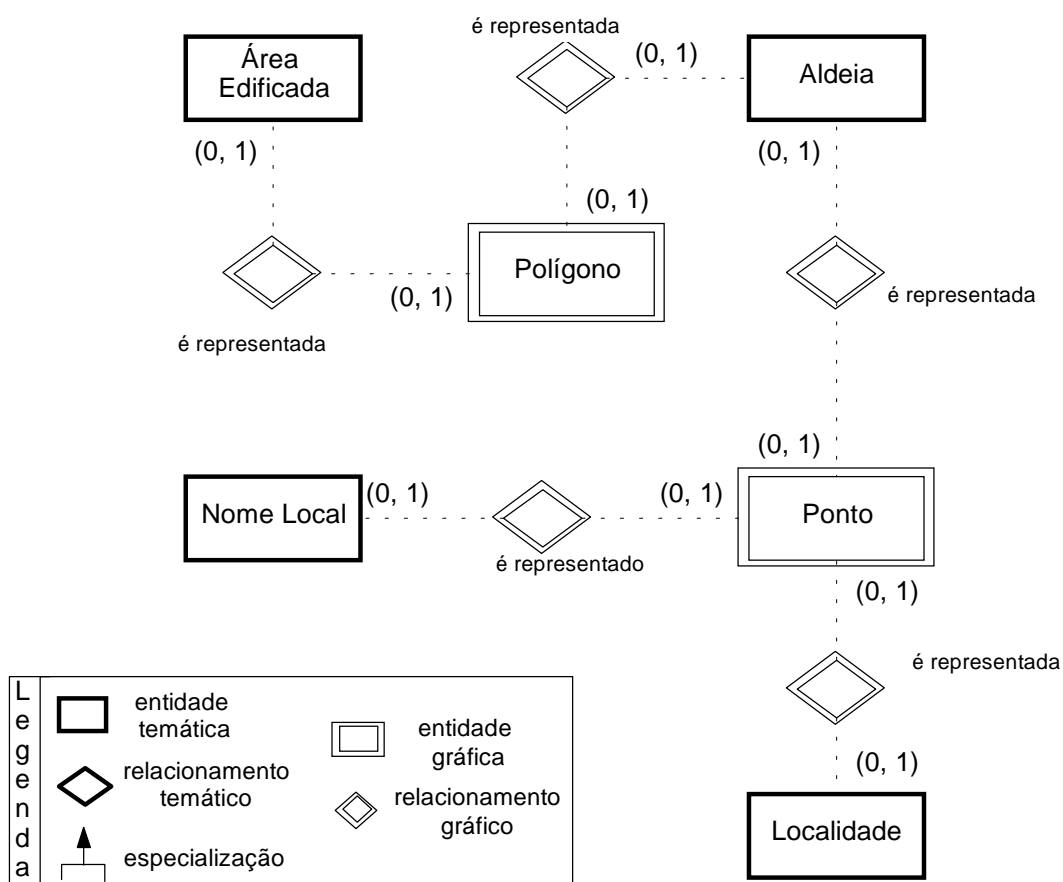 é representada
Área
Edificada
(0, 1)
Aldeia
(0, 1)
(0, 1)
(0, 1)
Polígono
(0, 1)
é representada
é representada
(0, 1)
Nome Local
(0, 1)
(0, 1)
Ponto
é representado
(0, 1)
é representada
(0, 1)
Localidade
Legenda
entidade
temática
entidade
gráfica
relacionamento
temático
relacionamento
gráfico
especialização